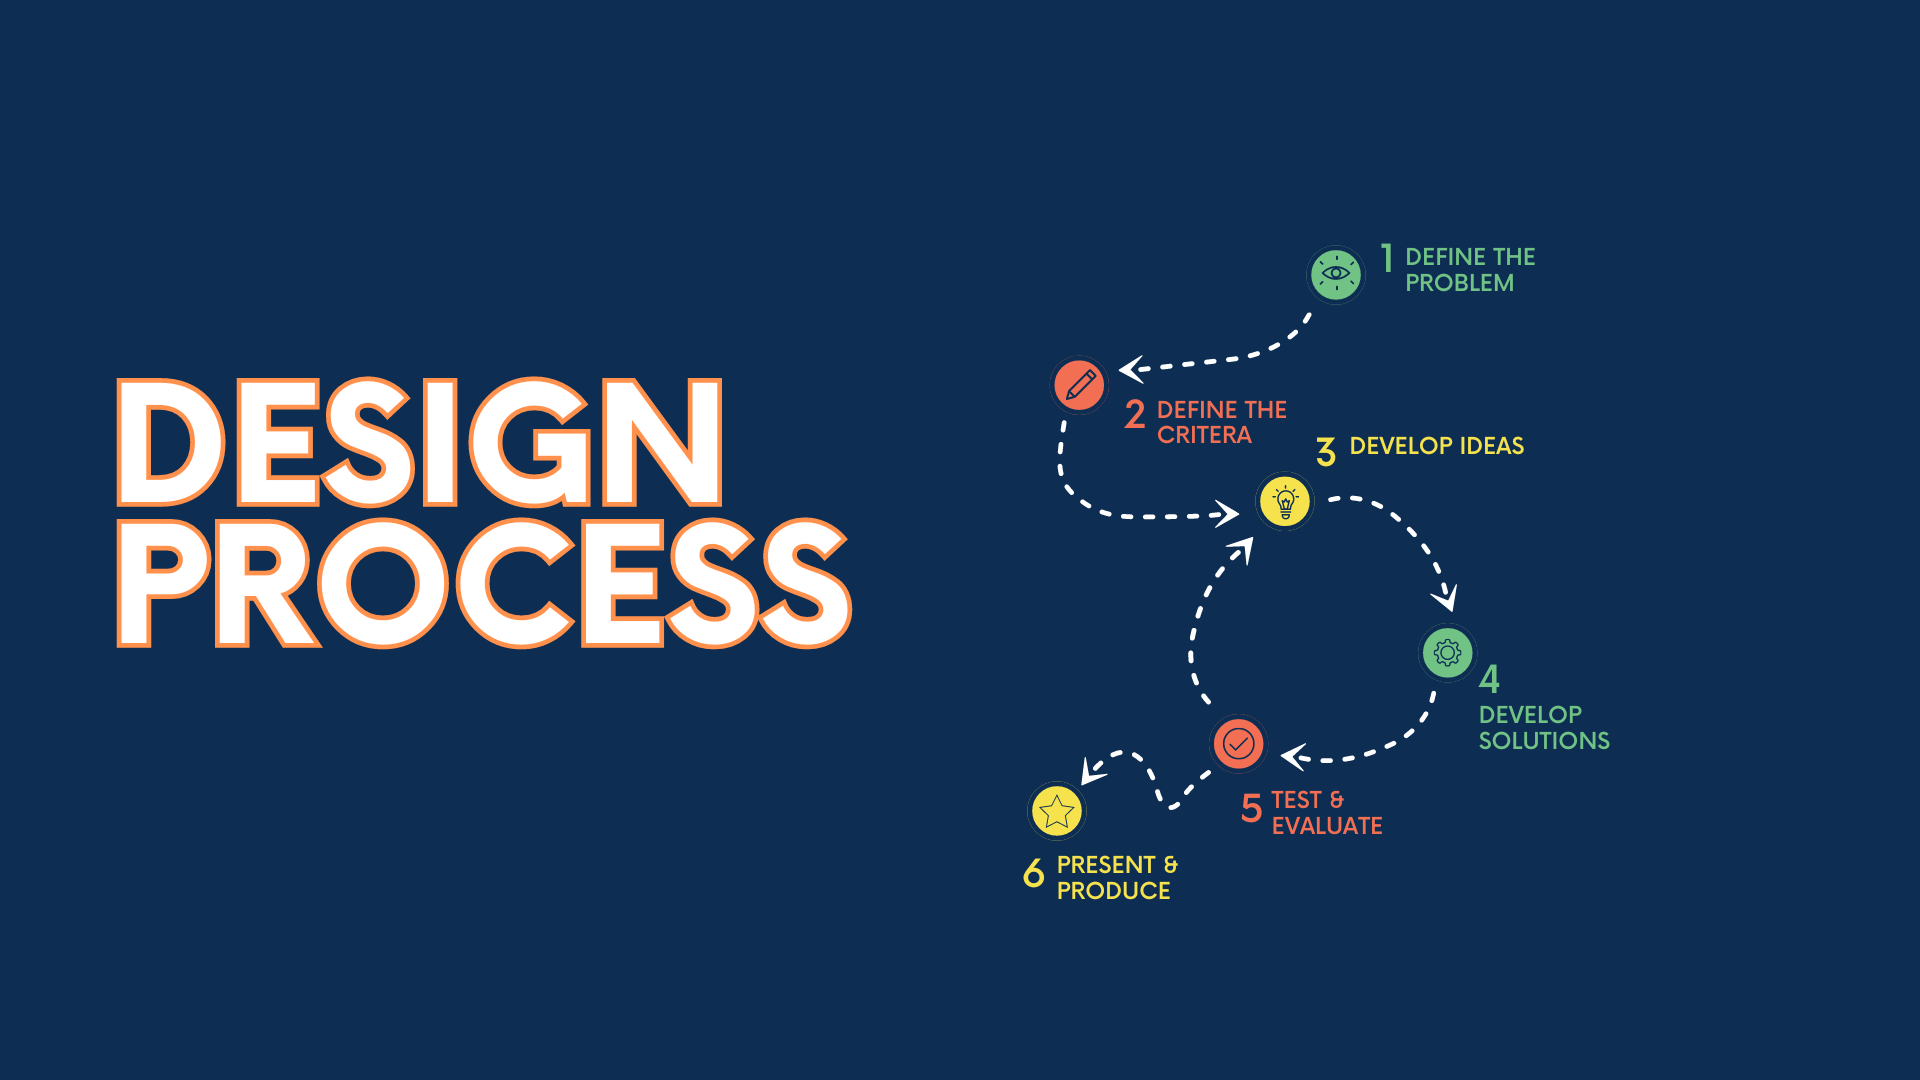 DESIGN
PROCESS
1 DEFINE THE
PROBLEM
2 DEFINE THE
CRITERA
3 DEVELOP IDEAS
4
DEVELOP
SOLUTIONS
5 TEST &
EVALUATE
6 PRESENT &
PRODUCE